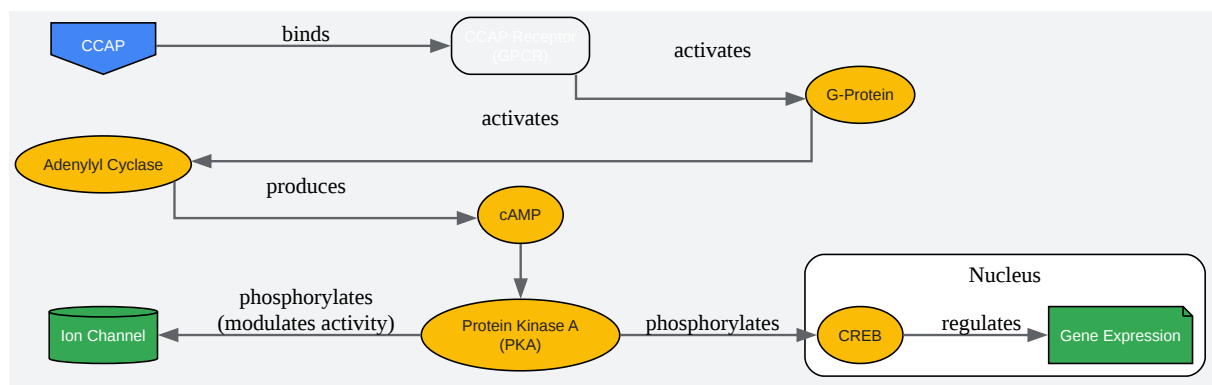 CCAP
binds
CCAP Receptor
(GPCR)
activates
G-Protein
activates
Adenylyl Cyclase
produces
cAMP
Nucleus
phosphorylates
(modulates activity)
Ion Channel
Protein Kinase A
(PKA)
phosphorylates
CREB
regulates
Gene Expression